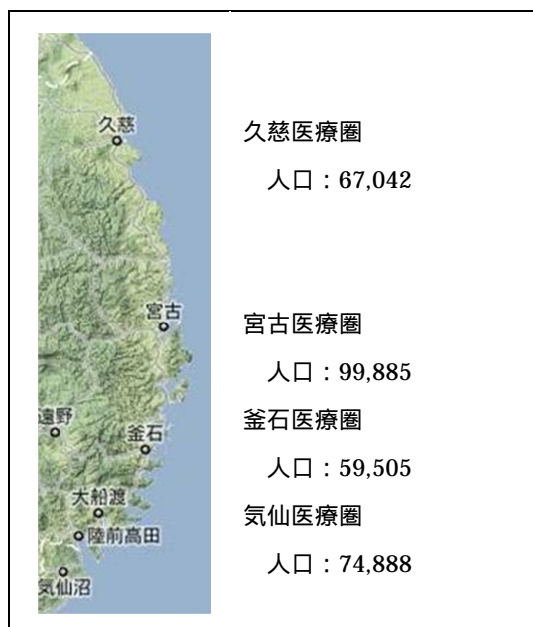 久慈
久慈医療圏
人口：67,042
宮古
宮古医療圏
人口：99,885
遠野
釜石
釜石医療圏
人口：59,505
大船渡
陸前高田
気仙沼
気仙医療圏
人口：74,888